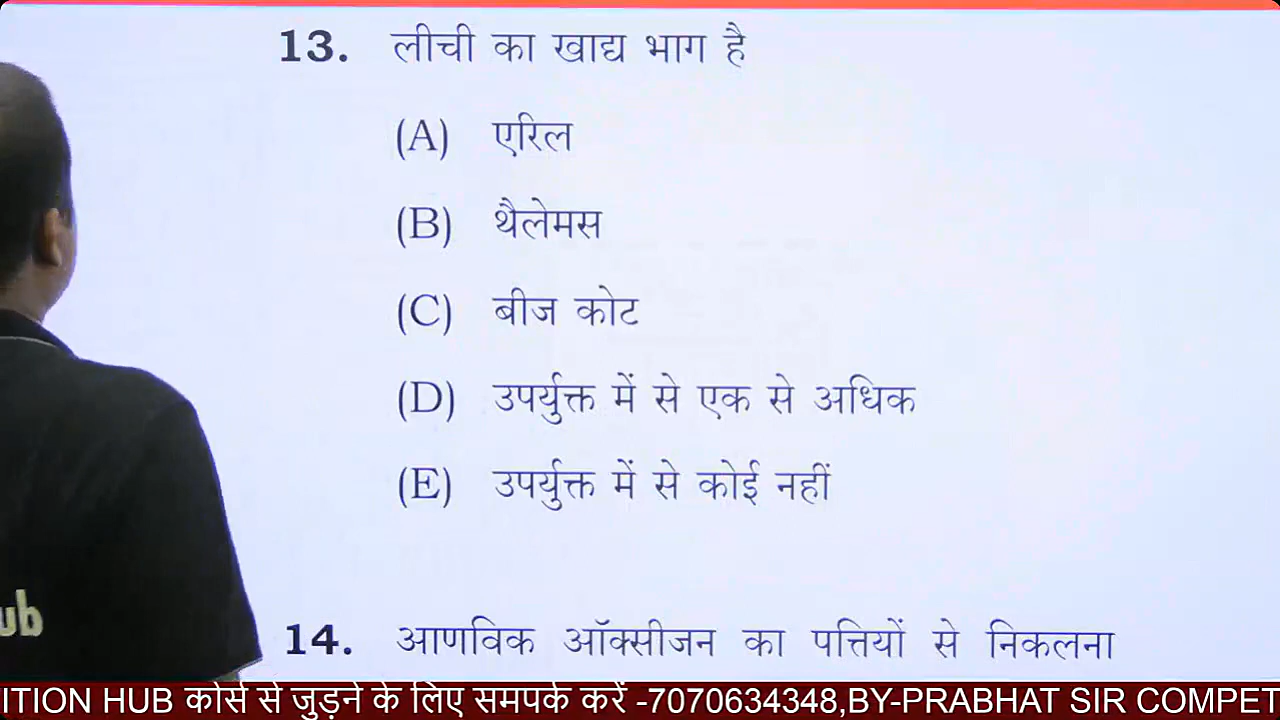 13. लीची का खाद्य भाग है
(A) एरिल
(B) थैलेमस
(C) बीज कोट
(D) उपर्युक्त में से एक से अधिक
(E) उपर्युक्त में से कोई नहीं
ub
14. आणविक ऑक्सीजन का पत्तियों से निकलना
ITION HUB कोर्स से जुड़ने के लिए समपर्क करें -7070634348,BY-PRABHAT SIR COMPET